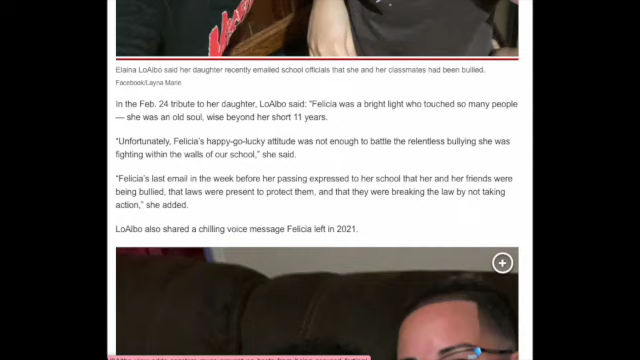 Elaina LoAlbo said her daughter recently emailed school officials that she and her classmates had been bullied.
Facebook/Layna Marie
In the Feb. 24 tribute to her daughter, LoAlbo said: “Felicia was a bright light who touched so many people
— she was an old soul, wise beyond her short 11 years.
“Unfortunately, Felicia’s happy-go-lucky attitude was not enough to battle the relentless bullying she was
fighting within the walls of our school,” she said.
“Felicia’s last email in the week before her passing expressed to her school that her and her friends were
being bullied, that laws were present to protect them, and that they were breaking the law by not taking
action,” she added.
LoAlbo also shared a chilling voice message Felicia left in 2021.